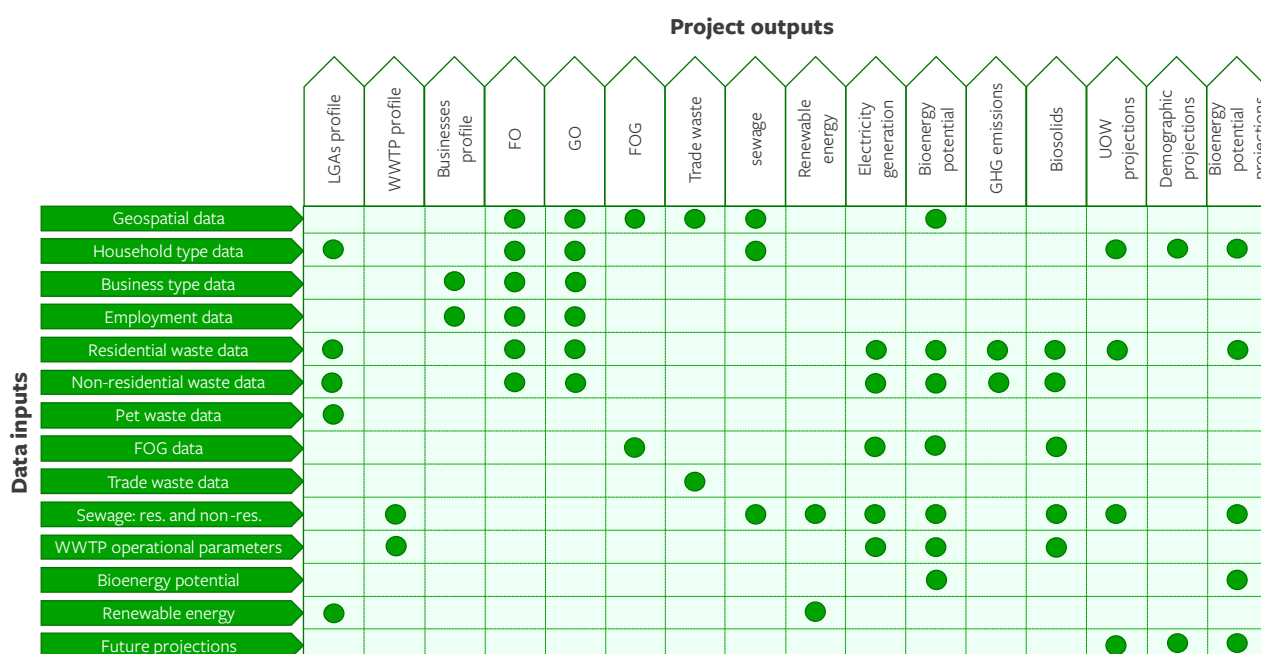 Project outputs
LGAs profile
WWTP profile
Businesses
profile
FO
GO
FOG
Trade waste
sewage
Renewable
energy
Electricity
generation
Bioenergy
potential
GHG emissions
Biosolids
UOW
projections
Demographic
projections
Bioenergy
potential
projections
Data inputs
Geospatial data
Household type data
Business type data
Employment data
Residential waste data
Non-residential waste data
Pet waste data
FOG data
Trade waste data
Sewage: res. and non-res.
WWTP operational parameters
Bioenergy potential
Renewable energy
Future projections